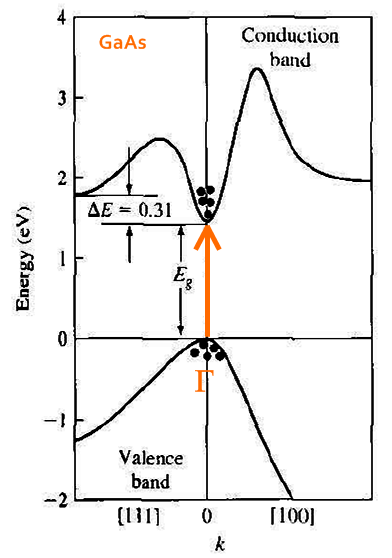 GaAs
Conduction
band
4
3
2
1
0
−1
−2
Energy (eV)
ΔE = 0.31
E_g
Γ
Valence
band
[111] 0 [100]
k